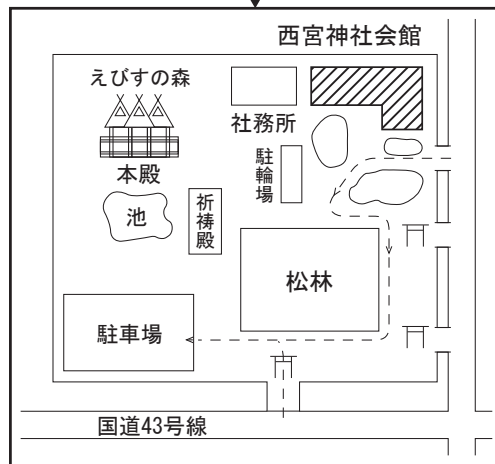 西宮神社会館
えびすの森
社務所
本殿
駐輪場
池
祈祷殿
松林
駐車場
国道43号線